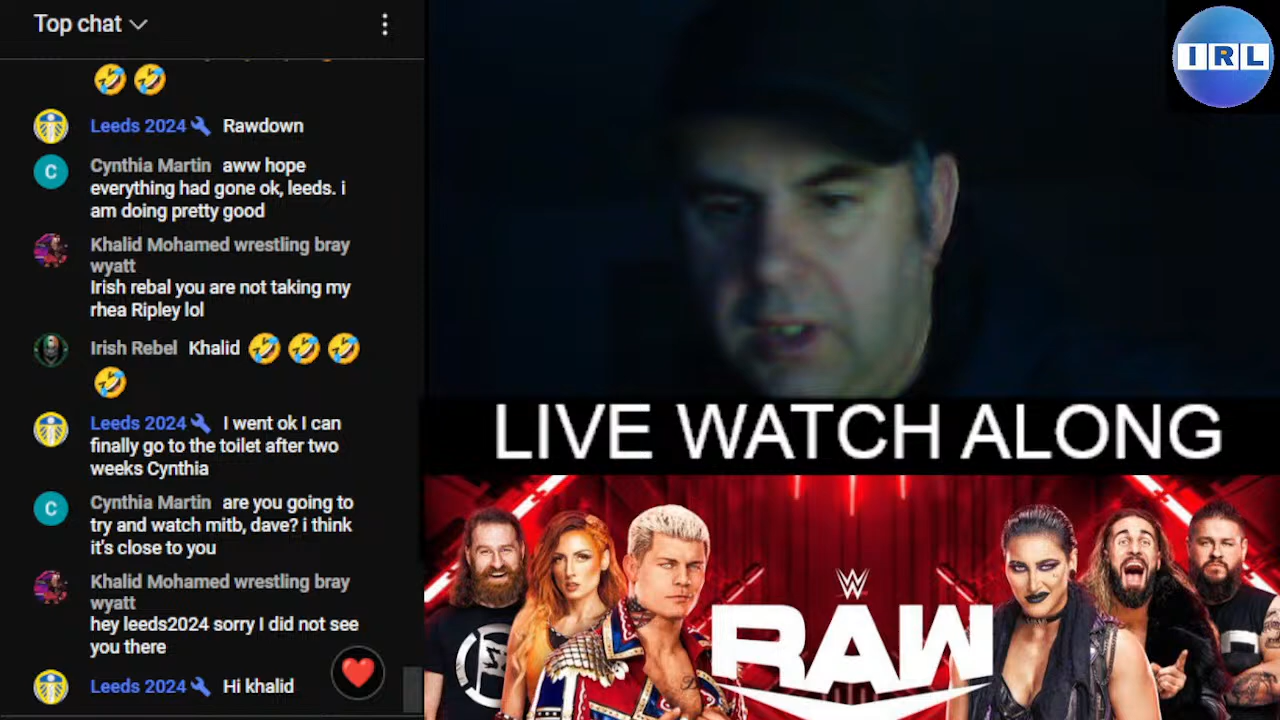 Top chat
Leeds 2024 Rawdown
Cynthia Martin aww hope
everything had gone ok, leeds. i
am doing pretty good
Khalid Mohamed wrestling bray
wyatt
Irish rebal you are not taking my
rhea Ripley lol
Irish Rebel Khalid
Leeds 2024 I went ok I can
finally go to the toilet after two
weeks Cynthia
Cynthia Martin are you going to
try and watch mitb, dave? i think
it's close to you
Khalid Mohamed wrestling bray
wyatt
hey leeds2024 sorry I did not see
you there
Leeds 2024 Hi khalid
C
C
IRL
LIVE WATCH ALONG
W
RAW